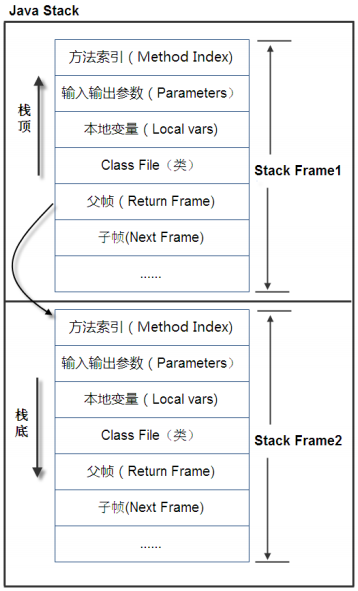 Java Stack
方法索引（Method Index)
输入输出参数（Parameters）
栈
顶
本地变量（Local vars)
Class File（类）
Stack Frame1
父帧（Return Frame)
子帧(Next Frame)
......
方法索引（Method Index)
输入输出参数（Parameters）
本地变量（Local vars)
栈
底
Class File（类）
Stack Frame2
父帧（Return Frame)
子帧(Next Frame)
......